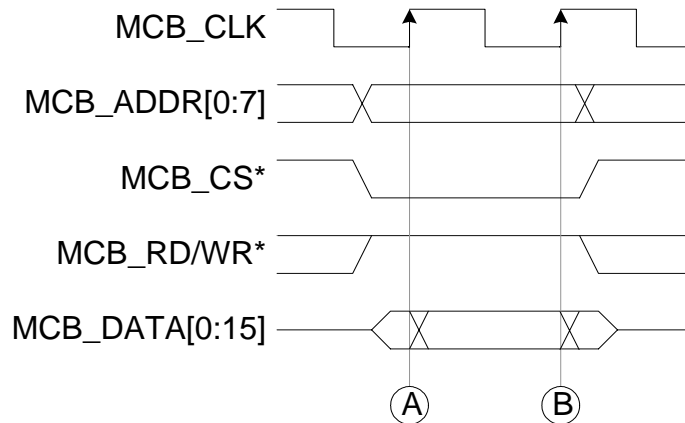 MCB_CLK
MCB_ADDR[0:7]
MCB_CS*
MCB_RD/WR*
MCB_DATA[0:15]
A B